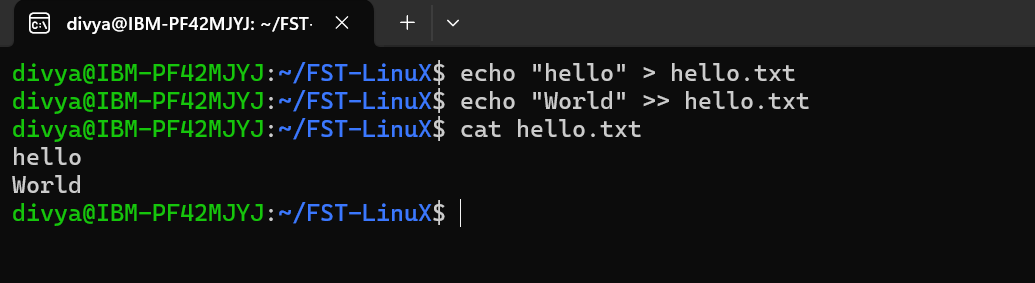 divya@IBM-PF42MJYJ: ~/FST-
divya@IBM-PF42MJYJ:~/FST-LinuX$ echo "hello" > hello.txt
divya@IBM-PF42MJYJ:~/FST-LinuX$ echo "World" >> hello.txt
divya@IBM-PF42MJYJ:~/FST-LinuX$ cat hello.txt
hello
World
divya@IBM-PF42MJYJ:~/FST-LinuX$